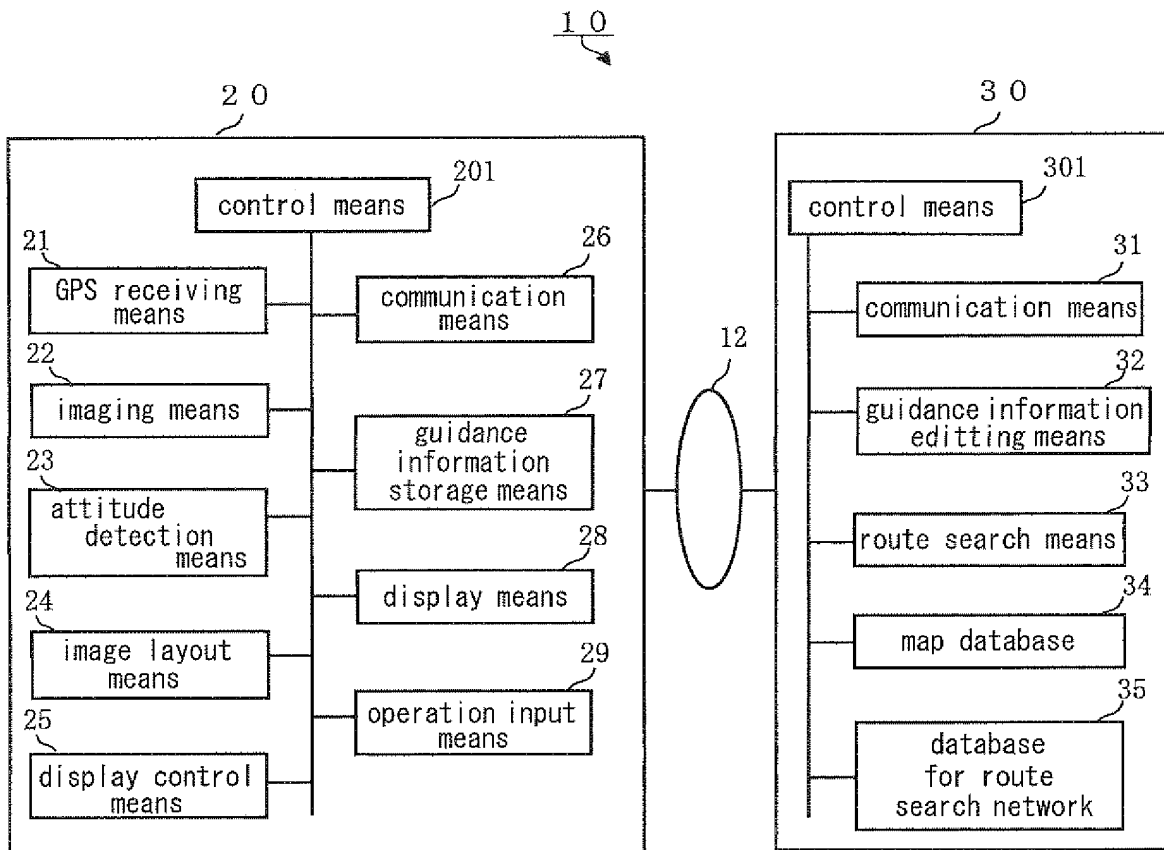 10
20
30
201
control means
301
control means
21
GPS receiving
means
26
communication
means
31
communication means
22
imaging means
12
27
guidance
information
storage means
32
guidance information
editting means
23
attitude
detection
means
33
route search means
28
display means
24
image layout
means
34
map database
29
operation input
means
25
display control
means
35
database
for route
search network